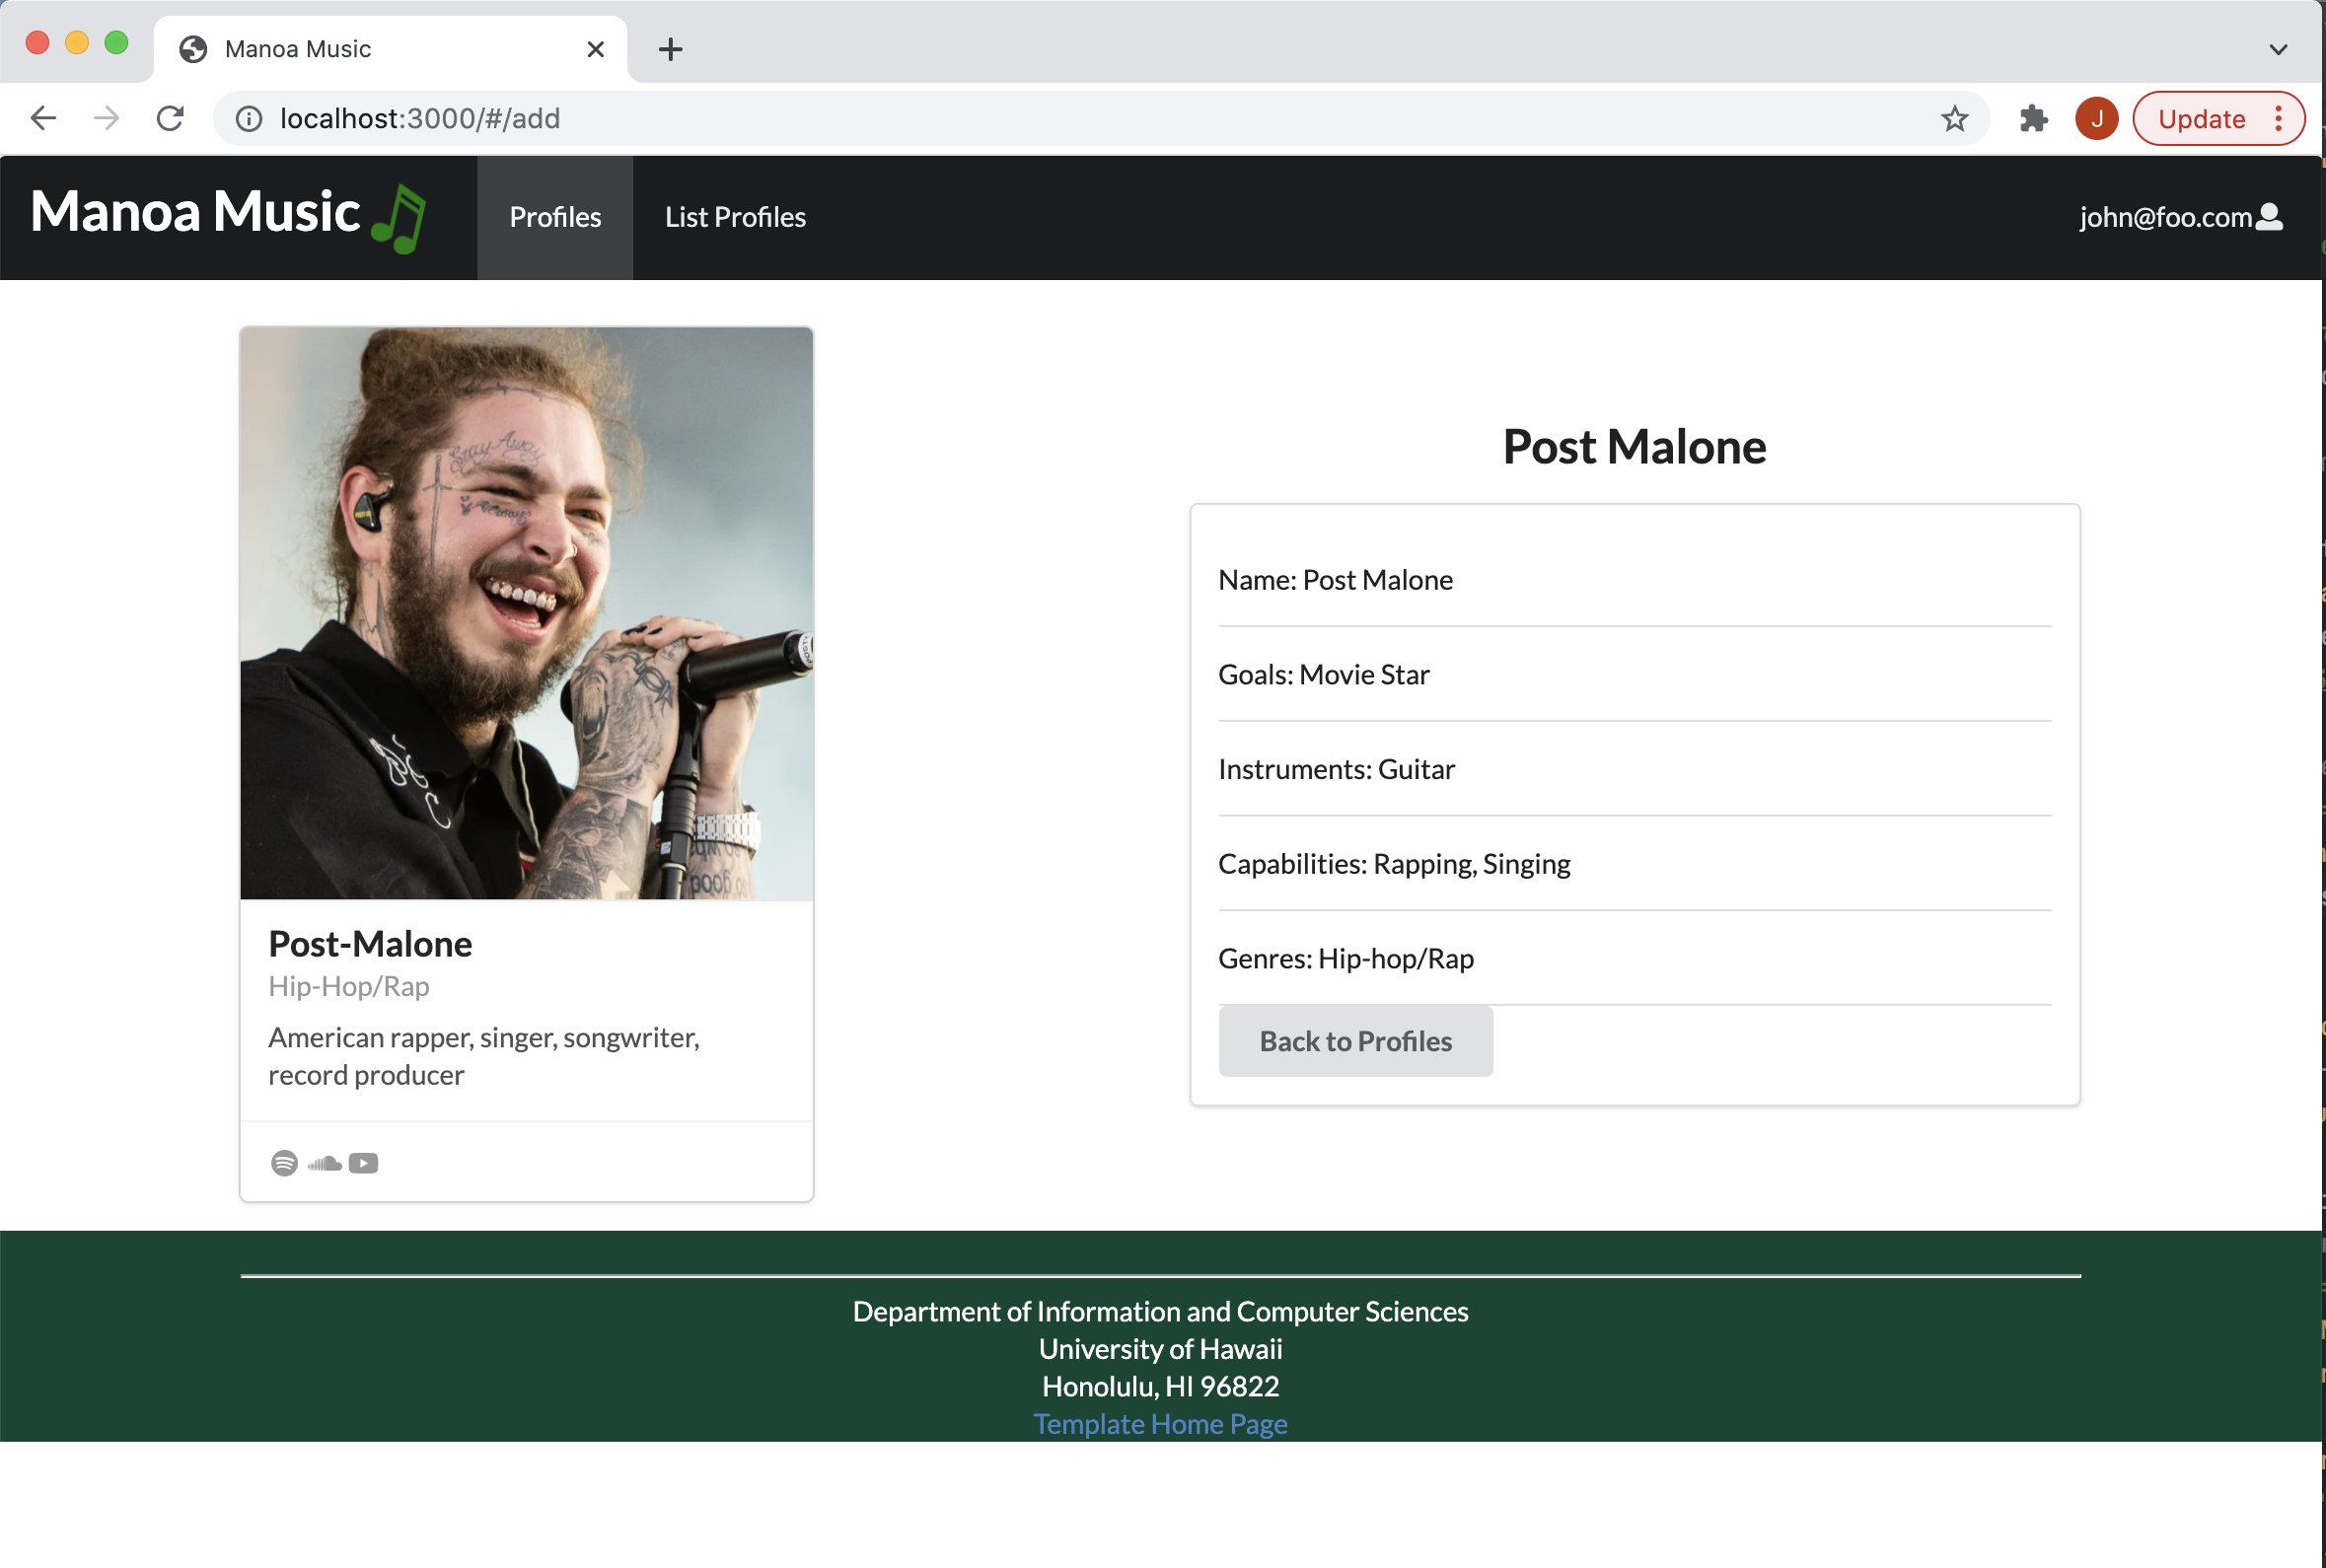 Manoa Music
localhost:3000/#/add
J
Update
Manoa Music
Profiles
List Profiles
john@foo.com
Stay Away
Post Malone
Name: Post Malone
Goals: Movie Star
Instruments: Guitar
Capabilities: Rapping, Singing
Genres: Hip-hop/Rap
Back to Profiles
Post-Malone
Hip-Hop/Rap
American rapper, singer, songwriter,
record producer
Department of Information and Computer Sciences
University of Hawaii
Honolulu, HI 96822
Template Home Page